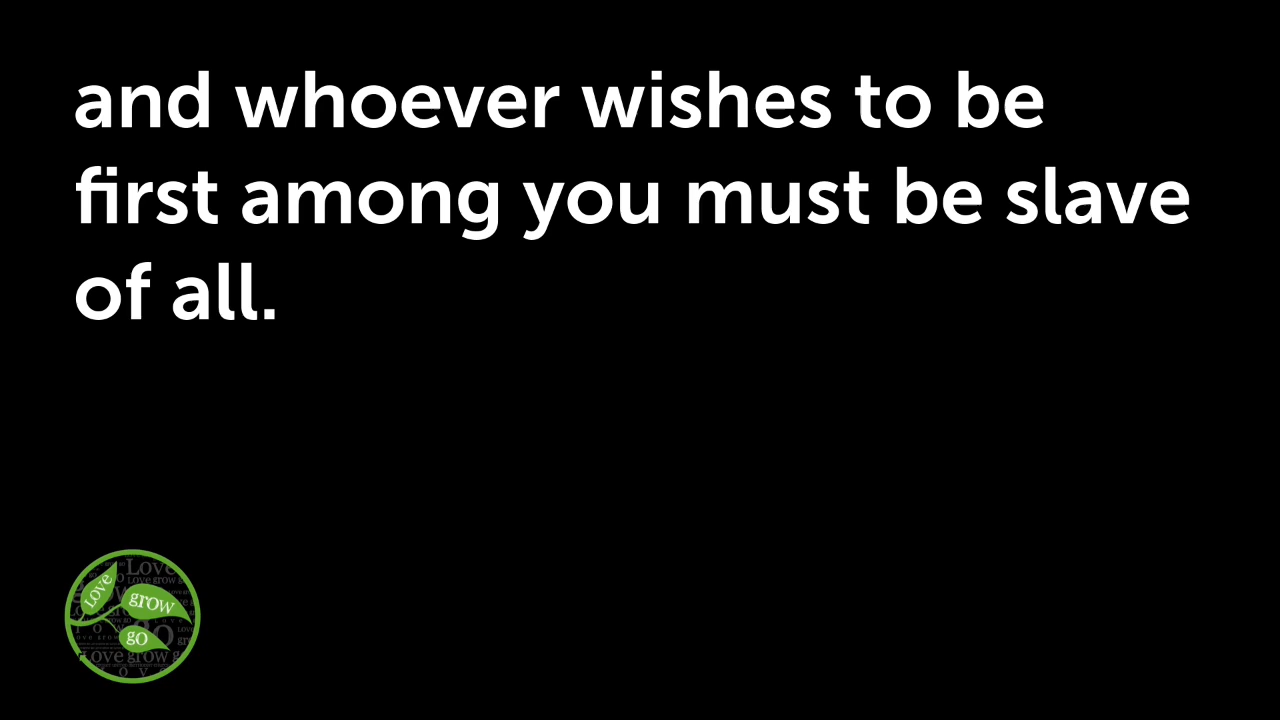 and whoever wishes to be
first among you must be slave
of all.
Love
grow
go